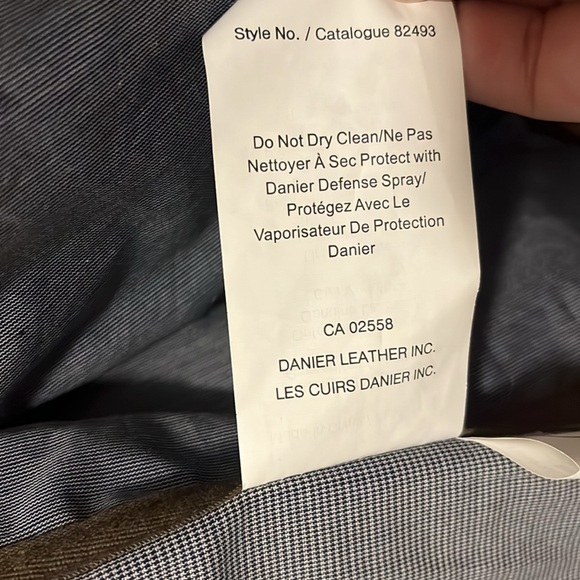 Style No. / Catalogue 82493
Do Not Dry Clean/Ne Pas
Nettoyer À Sec Protect with
Danier Defense Spray/
Protégez Avec Le
Vaporisateur De Protection
Danier
CA 02558
DANIER LEATHER INC.
LES CUIRS DANIER INC.